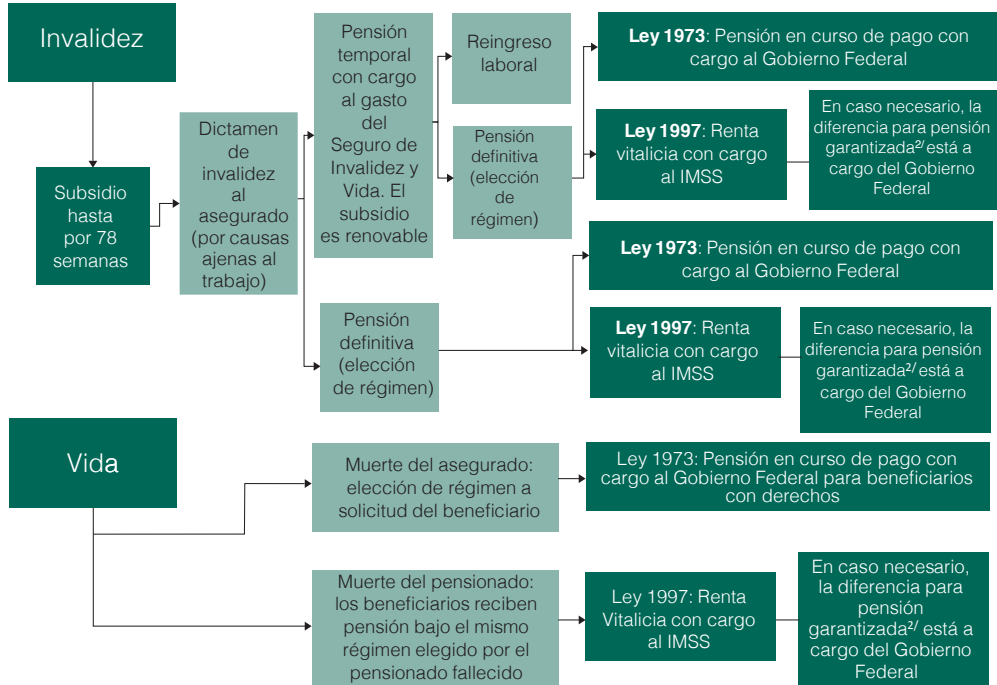 Invalidez
Subsidio
hasta
por 78
semanas
Dictamen
de
invalidez
al
asegurado
(por causas
ajenas al
trabajo)
Pensión
temporal
con cargo
al gasto
del
Seguro de
Invalidez y
Vida. El
subsidio
es renovable
Reingreso
laboral
Pensión
definitiva
(elección
de
régimen)
Ley 1973: Pensión en curso de pago con
cargo al Gobierno Federal
Ley 1997: Renta
vitalicia con cargo
al IMSS
En caso necesario, la
diferencia para pensión
garantizada2/ está a
cargo del Gobierno
Federal
Pensión
definitiva
(elección
de régimen)
Ley 1973: Pensión en curso de pago con
cargo al Gobierno Federal
Ley 1997: Renta
vitalicia con cargo
al IMSS
En caso necesario, la
diferencia para pensión
garantizada2/ está a
cargo del Gobierno
Federal
Vida
Muerte del asegurado:
elección de régimen a
solicitud del beneficiario
Ley 1973: Pensión en curso de pago con
cargo al Gobierno Federal para beneficiarios
con derechos
Muerte del pensionado:
los beneficiarios reciben
pensión bajo el mismo
régimen elegido por el
pensionado fallecido
Ley 1997: Renta
Vitalicia con cargo
al IMSS
En caso necesario,
la diferencia para
pensión
garantizada2/ está a
cargo del Gobierno
Federal